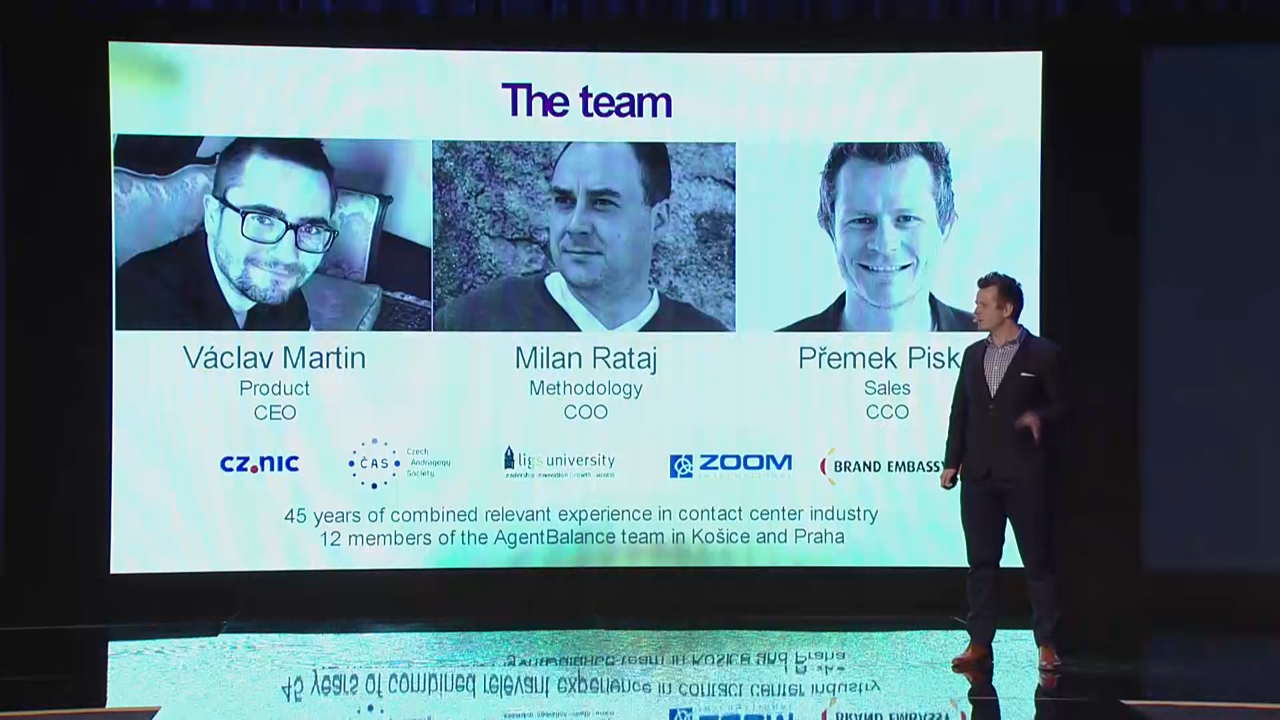 The team
Václav Martin
Product
CEO
Milan Rataj
Methodology
COO
Přemek Pisk
Sales
CCO
CZ.NIC
ČAS
Czech
Andragogy
Society
ligs university
ZOOM
INTERNATIONAL
BRAND EMBASSY
45 years of combined relevant experience in contact center industry
12 members of the AgentBalance team in Košice and Praha